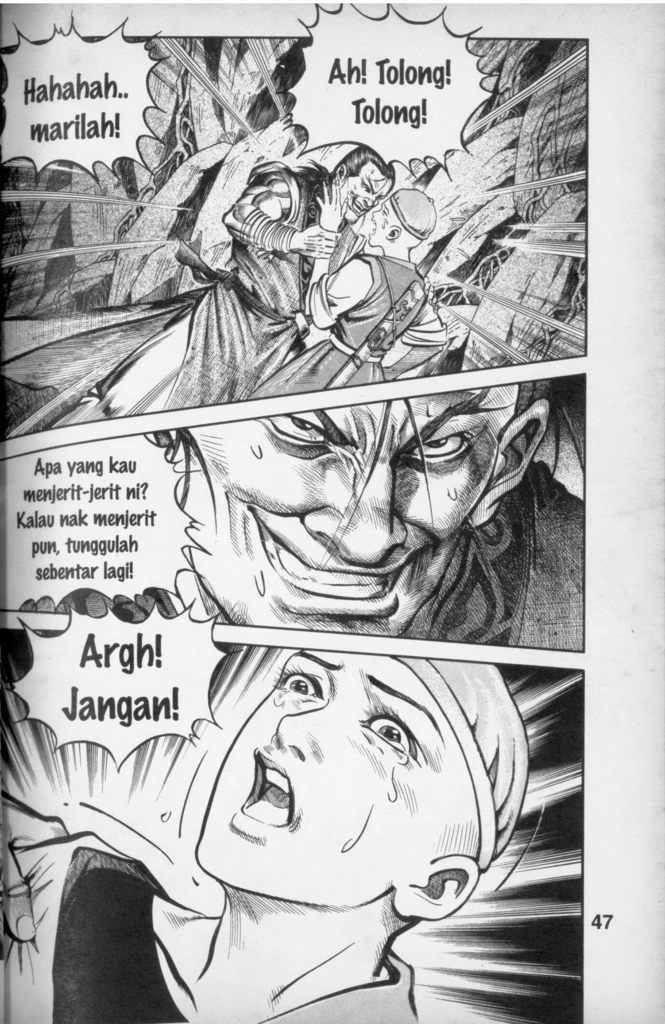 Hahahah..
marilah!
Ah! Tolong!
Tolong!
Apa yang kau
menjerit-jerit ni?
Kalau nak menjerit
pun, tunggulah
sebentar lagi!
Argh!
Jangan!
47